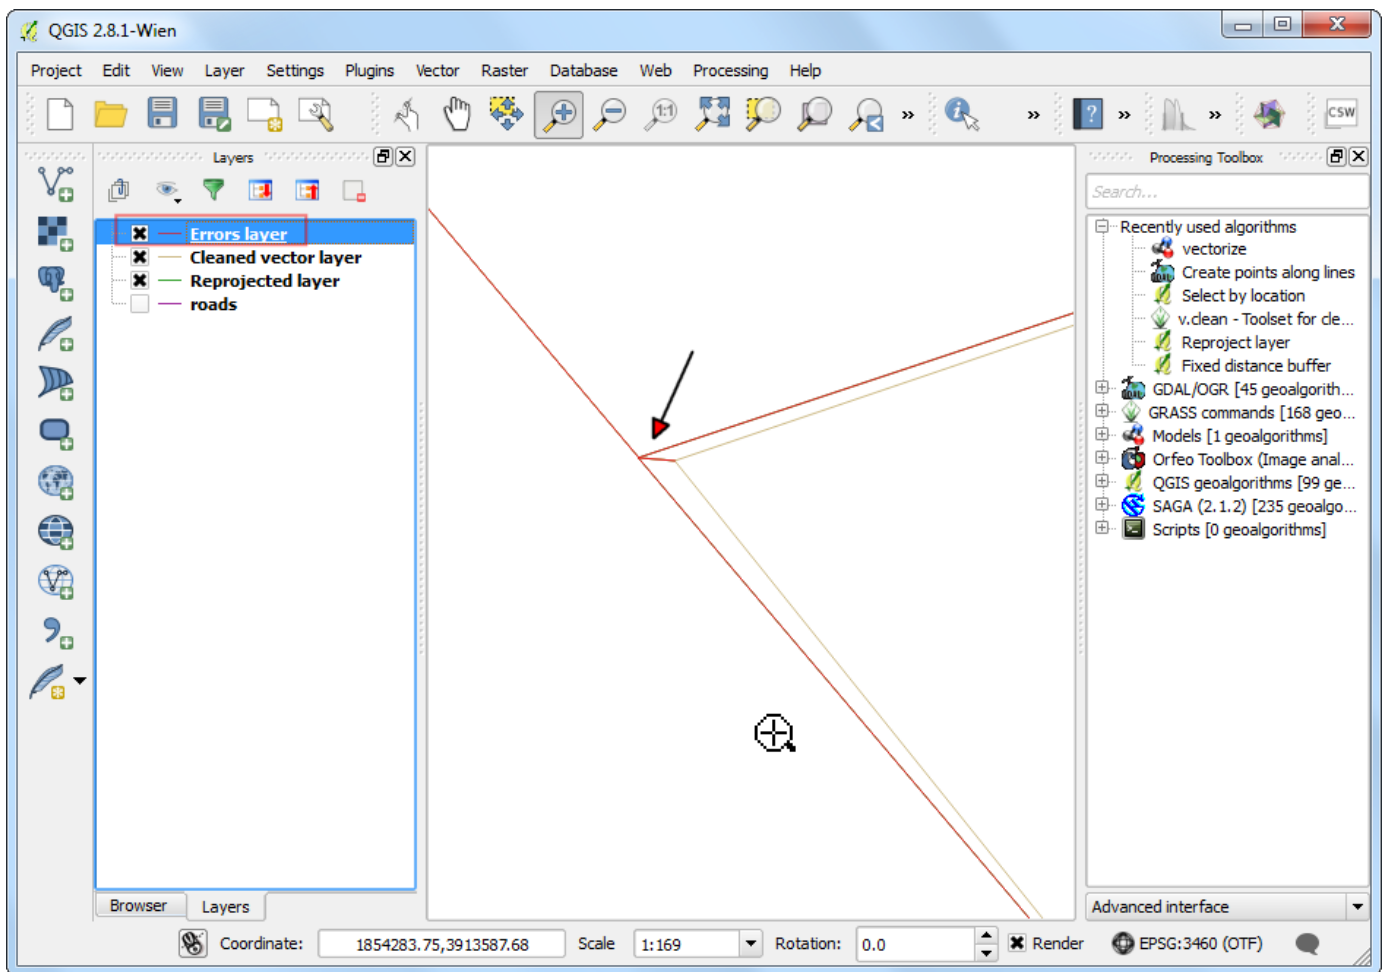 QGIS 2.8.1-Wien
Project Edit View Layer Settings Plugins Vector Raster Database Web Processing Help
1:1 » » ? » » CSW
Layers
Errors layer
Cleaned vector layer
Reprojected layer
roads
Browser Layers
Processing Toolbox
Search...
Recently used algorithms
vectorize
Create points along lines
Select by location
v.clean - Toolset for cle...
Reproject layer
Fixed distance buffer
GDAL/OGR [45 geoalgorith...
GRASS commands [168 geo...
Models [1 geoalgorithms]
Orfeo Toolbox (Image anal...
QGIS geoalgorithms [99 ge...
SAGA (2.1.2) [235 geoalgo...
Scripts [0 geoalgorithms]
Advanced interface
Coordinate: 1854283.75,3913587.68 Scale 1:169 Rotation: 0.0 Render EPSG:3460 (OTF)